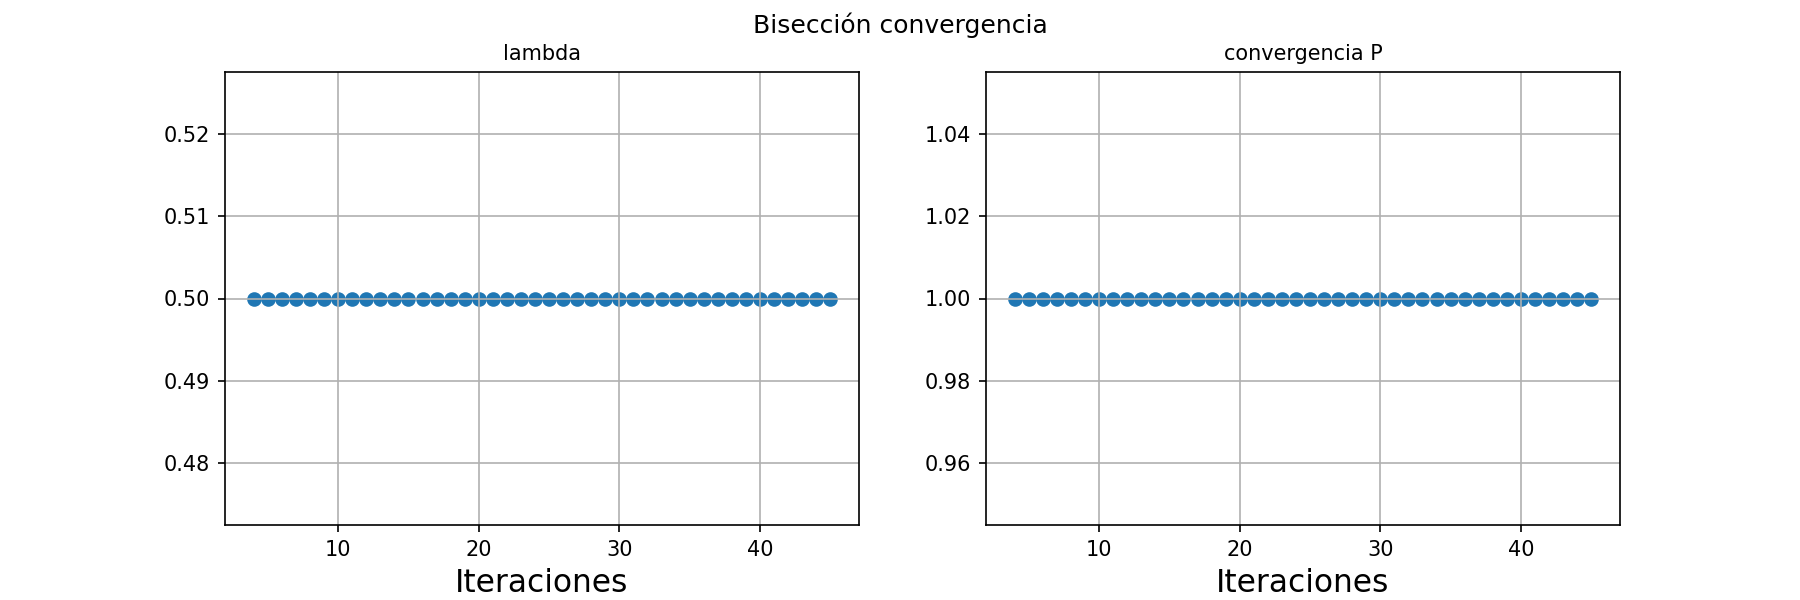 Bisección convergencia
lambda
0.52
0.51
0.50
0.49
0.48
10 20 30 40
Iteraciones
convergencia P
1.04
1.02
1.00
0.98
0.96
10 20 30 40
Iteraciones